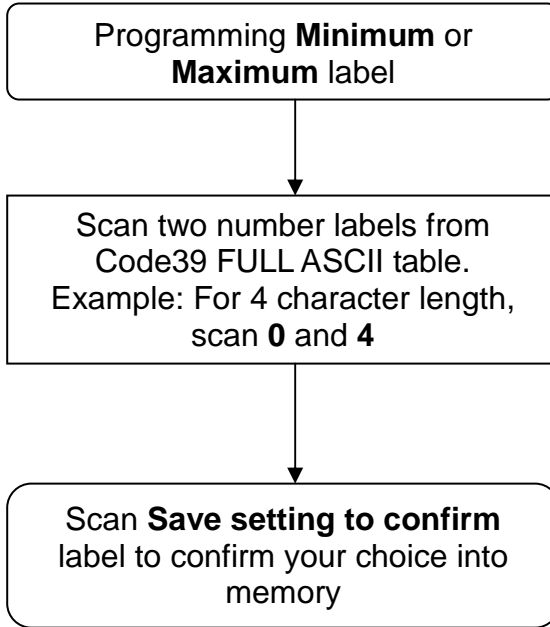 Programming Minimum or
Maximum label
Scan two number labels from
Code39 FULL ASCII table.
Example: For 4 character length,
scan 0 and 4
Scan Save setting to confirm
label to confirm your choice into
memory